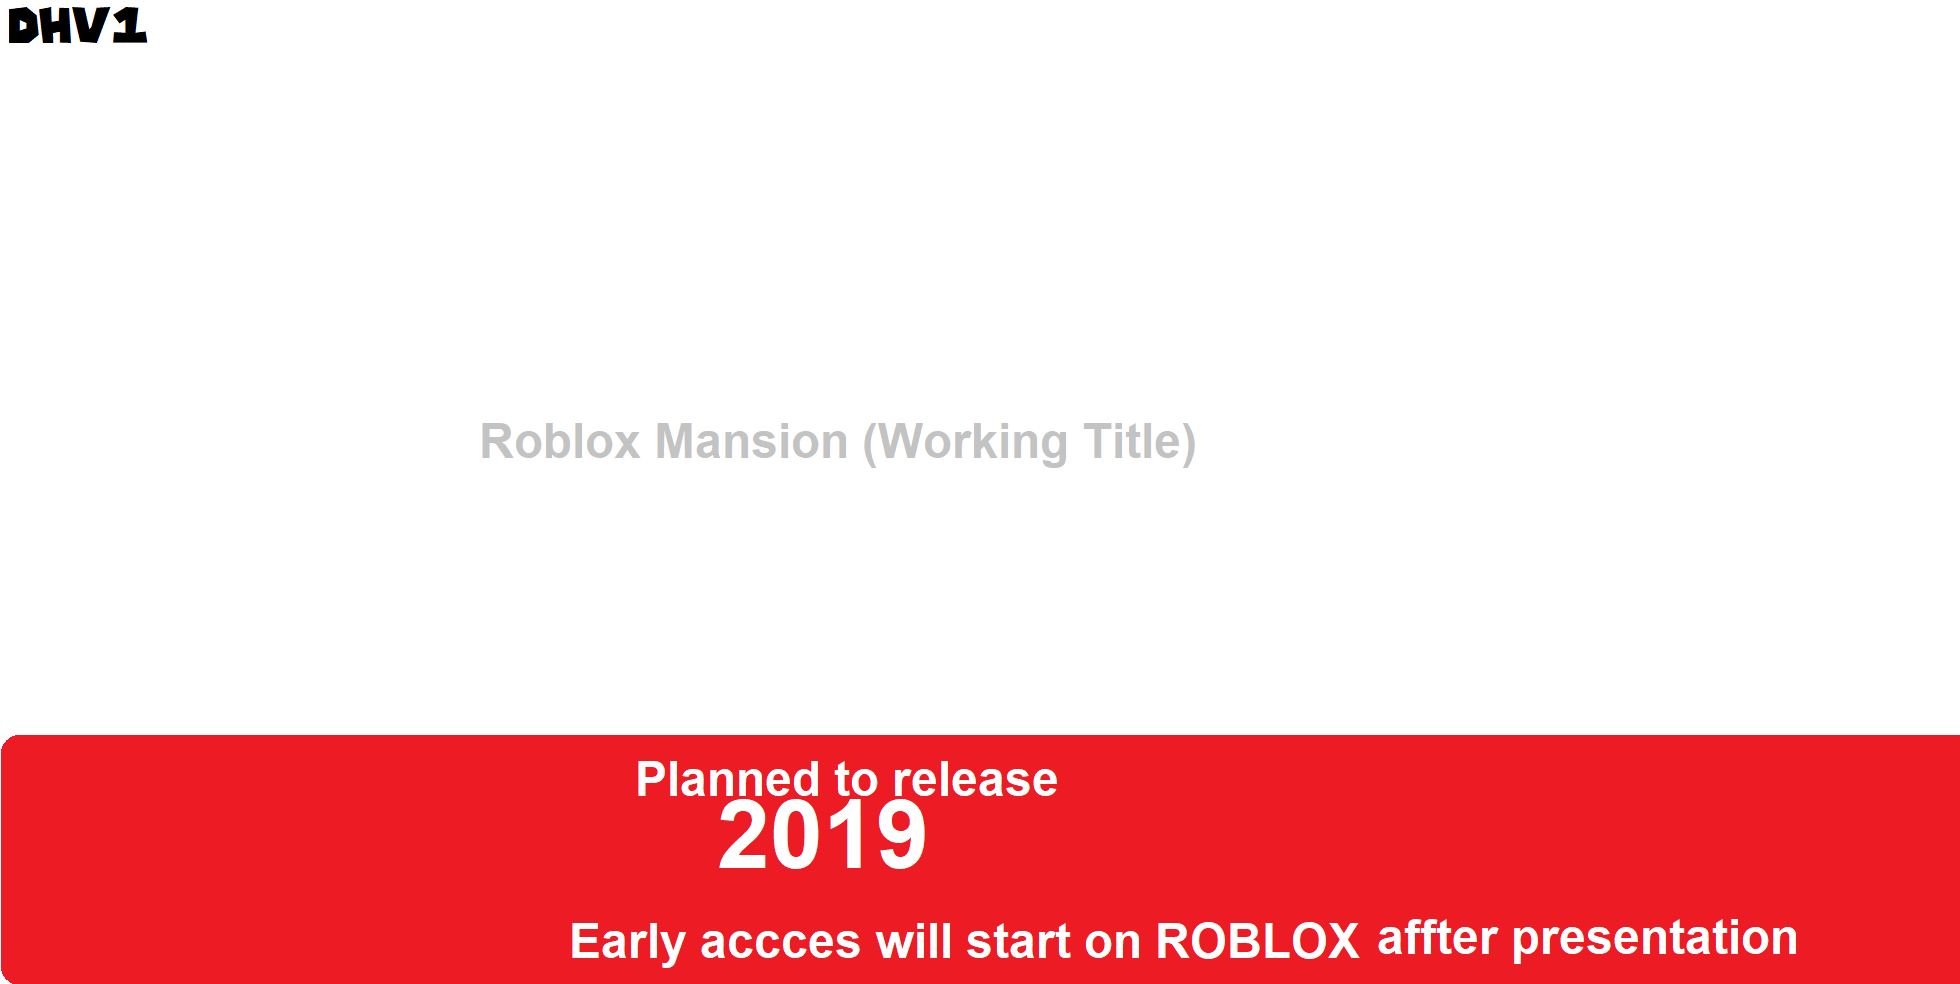 DHV1
Roblox Mansion (Working Title)
Planned to release
2019
Early accces will start on ROBLOX affter presentation